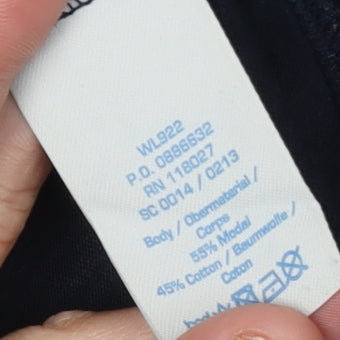 WL922
P.O. 0886632
RN 118027
SC 0014 / 0213
Body / Obermaterial /
Corps
55% Modal
45% Cotton / Baumwolle /
Coton